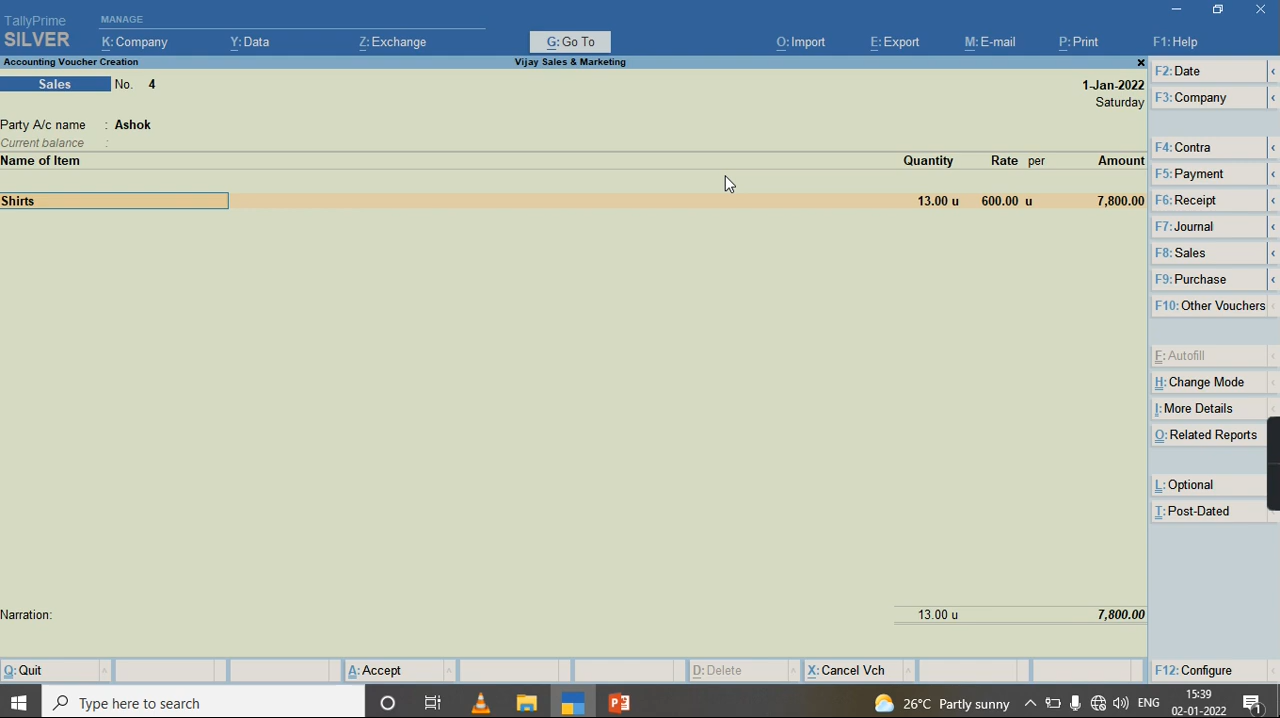 TallyPrime
MANAGE
SILVER
K: Company
Y: Data
Z: Exchange
G: Go To
O: Import
E: Export
M: E-mail
P: Print
F1: Help
Accounting Voucher Creation
Vijay Sales & Marketing
x
Sales No. 4
1-Jan-2022
Saturday
Party A/c name : Ashok
Current balance :
Name of Item Quantity Rate per Amount
Shirts 13.00 u 600.00 u 7,800.00
Narration: 13.00 u 7,800.00
F2: Date
F3: Company
F4: Contra
F5: Payment
F6: Receipt
F7: Journal
F8: Sales
F9: Purchase
F10: Other Vouchers
F: Autofill
H: Change Mode
I: More Details
O: Related Reports
L: Optional
T: Post-Dated
Q: Quit
A: Accept
D: Delete
X: Cancel Vch
F12: Configure
Type here to search
26°C Partly sunny
ENG
15:39
02-01-2022
1